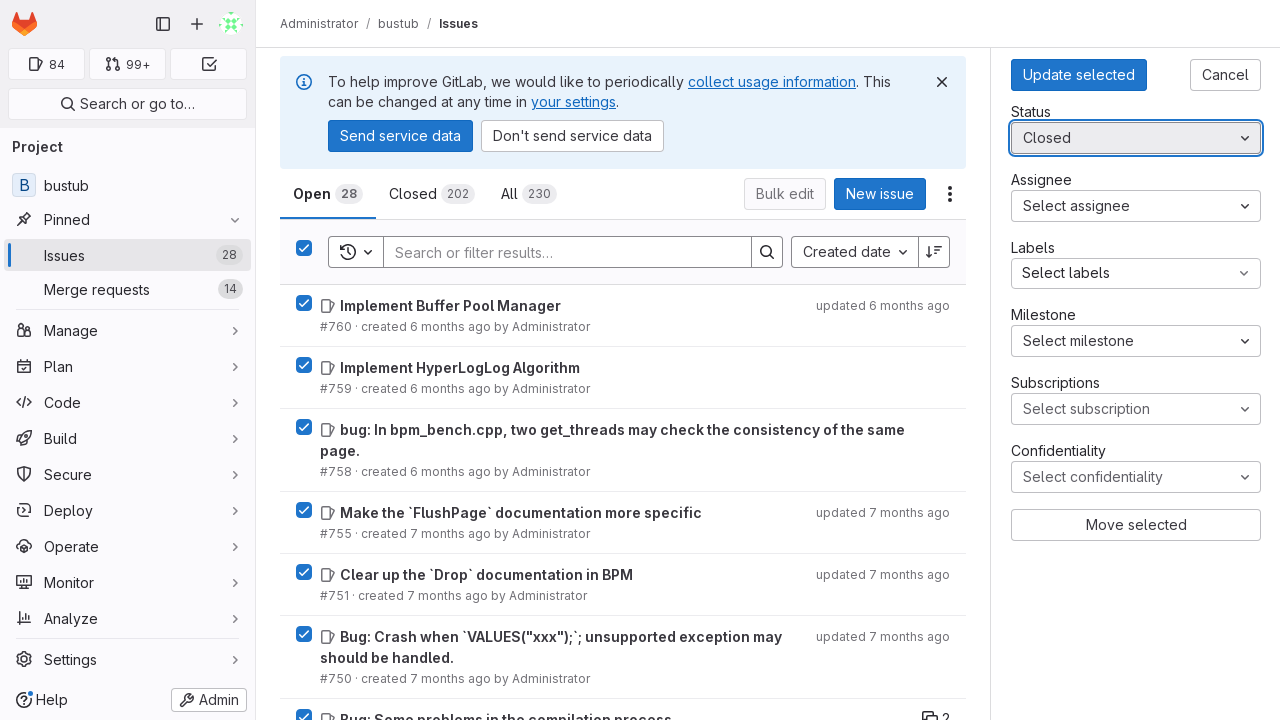 84
99+
Search or go to…
Project
B bustub
Pinned
Issues 28
Merge requests 14
Manage
Plan
Code
Build
Secure
Deploy
Operate
Monitor
Analyze
Settings
Help
Admin
Administrator / bustub / Issues
To help improve GitLab, we would like to periodically collect usage information. This
can be changed at any time in your settings.
Send service data
Don't send service data
Open 28
Closed 202
All 230
Bulk edit
New issue
Search or filter results…
Created date
Implement Buffer Pool Manager
updated 6 months ago
#760 · created 6 months ago by Administrator
Implement HyperLogLog Algorithm
#759 · created 6 months ago by Administrator
bug: In bpm_bench.cpp, two get_threads may check the consistency of the same
page.
#758 · created 6 months ago by Administrator
Make the `FlushPage` documentation more specific
updated 7 months ago
#755 · created 7 months ago by Administrator
Clear up the `Drop` documentation in BPM
updated 7 months ago
#751 · created 7 months ago by Administrator
Bug: Crash when `VALUES("xxx");`; unsupported exception may
should be handled.
updated 7 months ago
#750 · created 7 months ago by Administrator
Bug: Some problems in the compilation process
2
Update selected
Cancel
Status
Closed
Assignee
Select assignee
Labels
Select labels
Milestone
Select milestone
Subscriptions
Select subscription
Confidentiality
Select confidentiality
Move selected